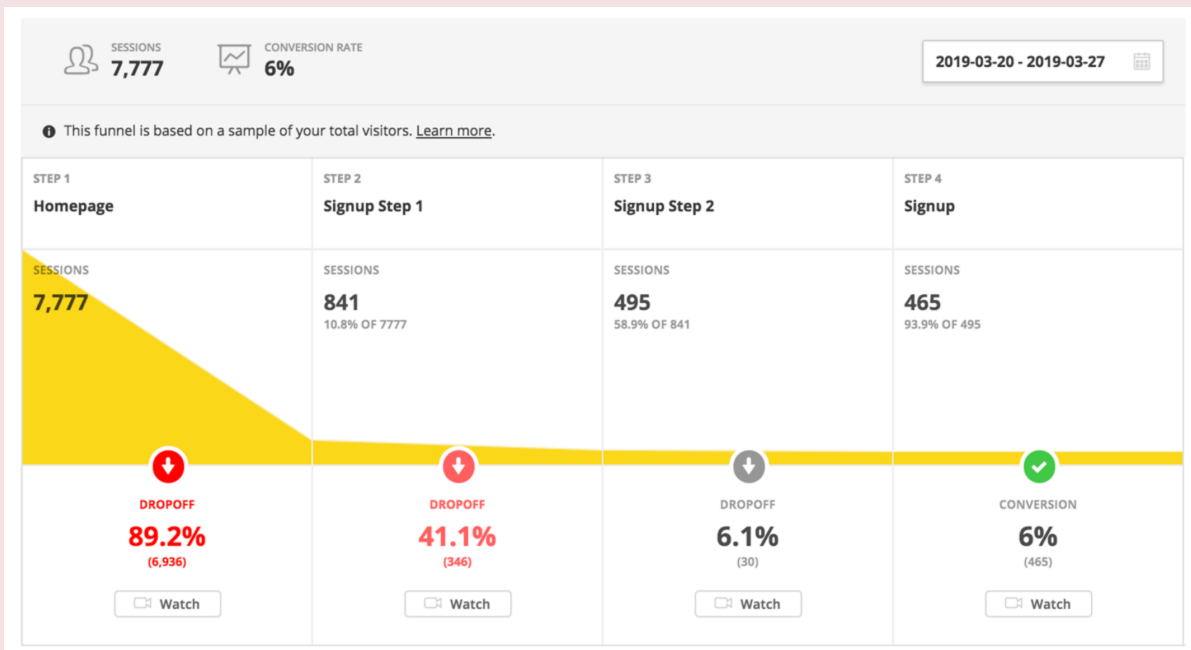 SESSIONS
7,777
CONVERSION RATE
6%
2019-03-20 - 2019-03-27
This funnel is based on a sample of your total visitors. Learn more.
STEP 1
Homepage
SESSIONS
7,777
DROPOFF
89.2%
(6,936)
Watch
STEP 2
Signup Step 1
SESSIONS
841
10.8% OF 7777
DROPOFF
41.1%
(346)
Watch
STEP 3
Signup Step 2
SESSIONS
495
58.9% OF 841
DROPOFF
6.1%
(30)
Watch
STEP 4
Signup
SESSIONS
465
93.9% OF 495
CONVERSION
6%
(465)
Watch